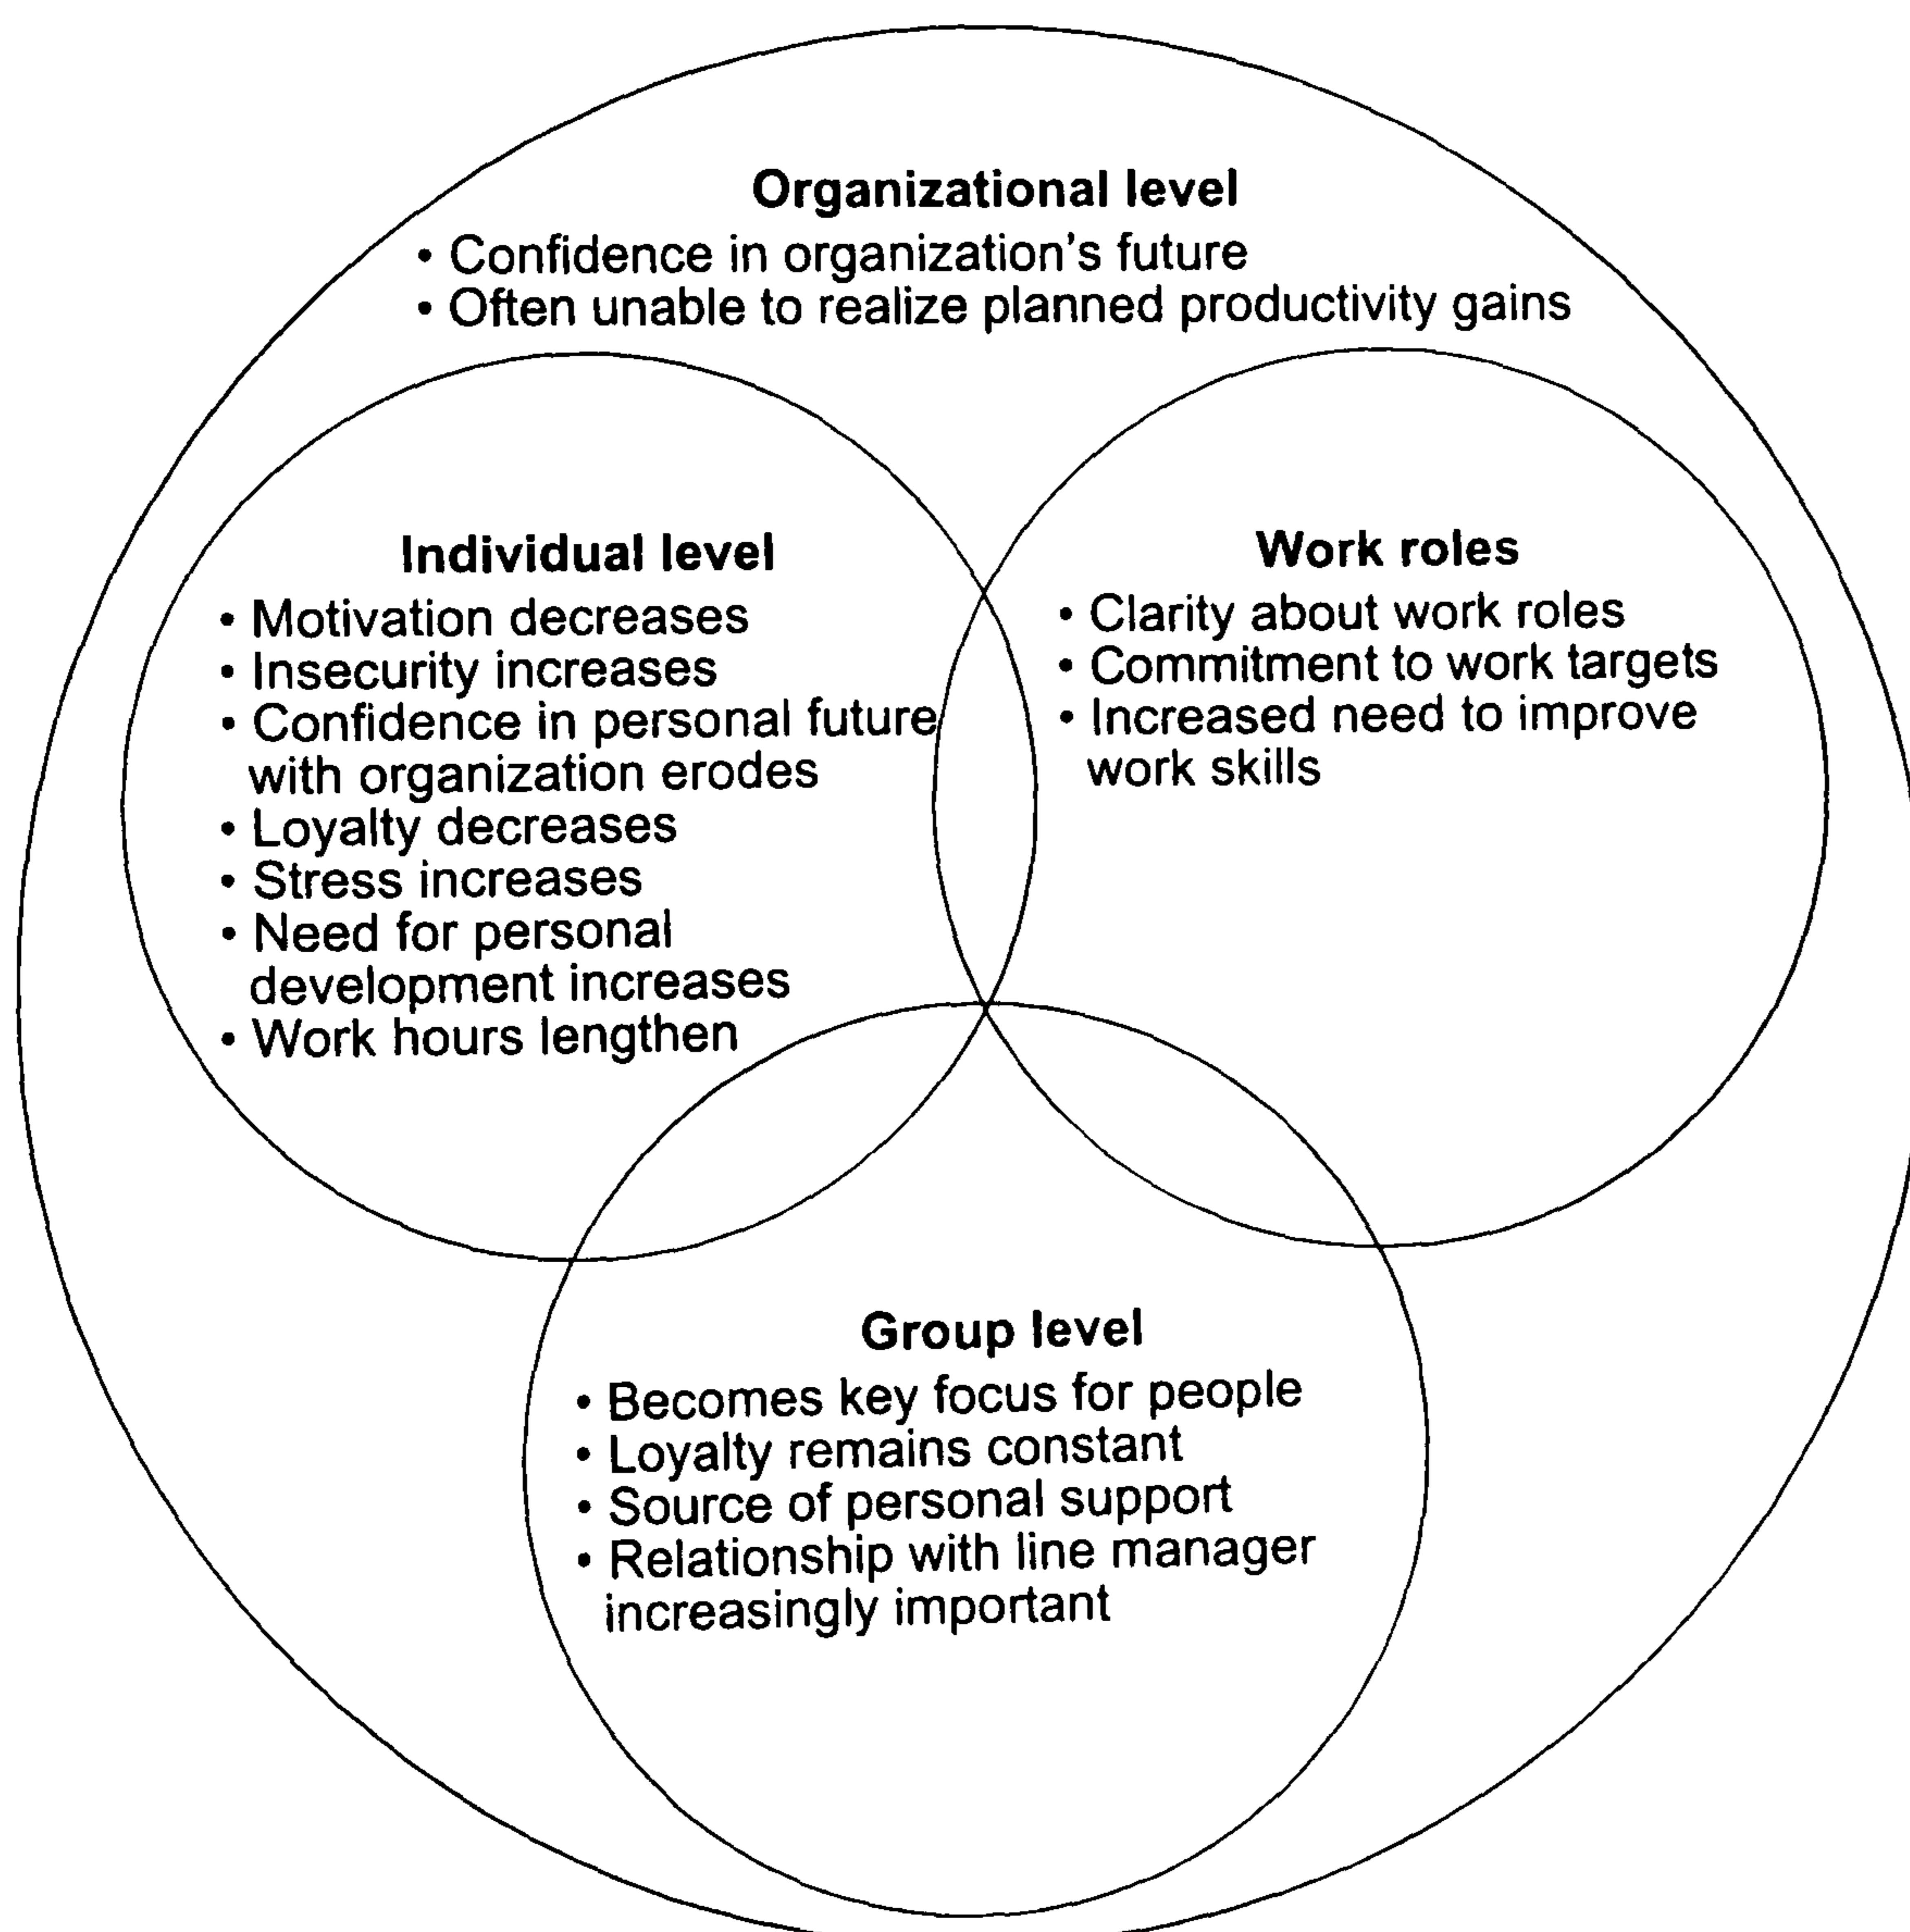 Organizational level
• Confidence in organization's future
• Often unable to realize planned productivity gains
Individual level
• Motivation decreases
• Insecurity increases
• Confidence in personal future
with organization erodes
• Loyalty decreases
• Stress increases
• Need for personal
development increases
• Work hours lengthen
Work roles
• Clarity about work roles
• Commitment to work targets
• Increased need to improve
work skills
Group level
• Becomes key focus for people
• Loyalty remains constant
• Source of personal support
• Relationship with line manager
increasingly important